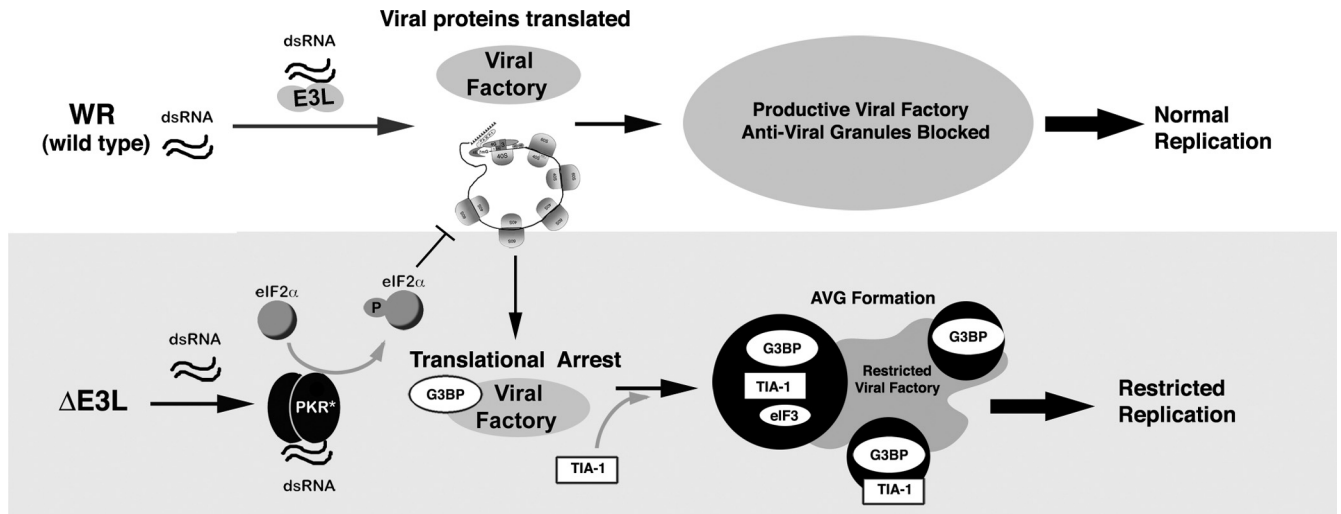 Viral proteins translated
dsRNA
E3L
Viral
Factory
WR
(wild type)
dsRNA
40S
Productive Viral Factory
Anti-Viral Granules Blocked
Normal
Replication
eIF2α
P
eIF2α
dsRNA
ΔE3L
PKR*
dsRNA
Translational Arrest
G3BP
Viral
Factory
TIA-1
AVG Formation
G3BP
TIA-1
eIF3
Restricted
Viral Factory
G3BP
G3BP
TIA-1
Restricted
Replication